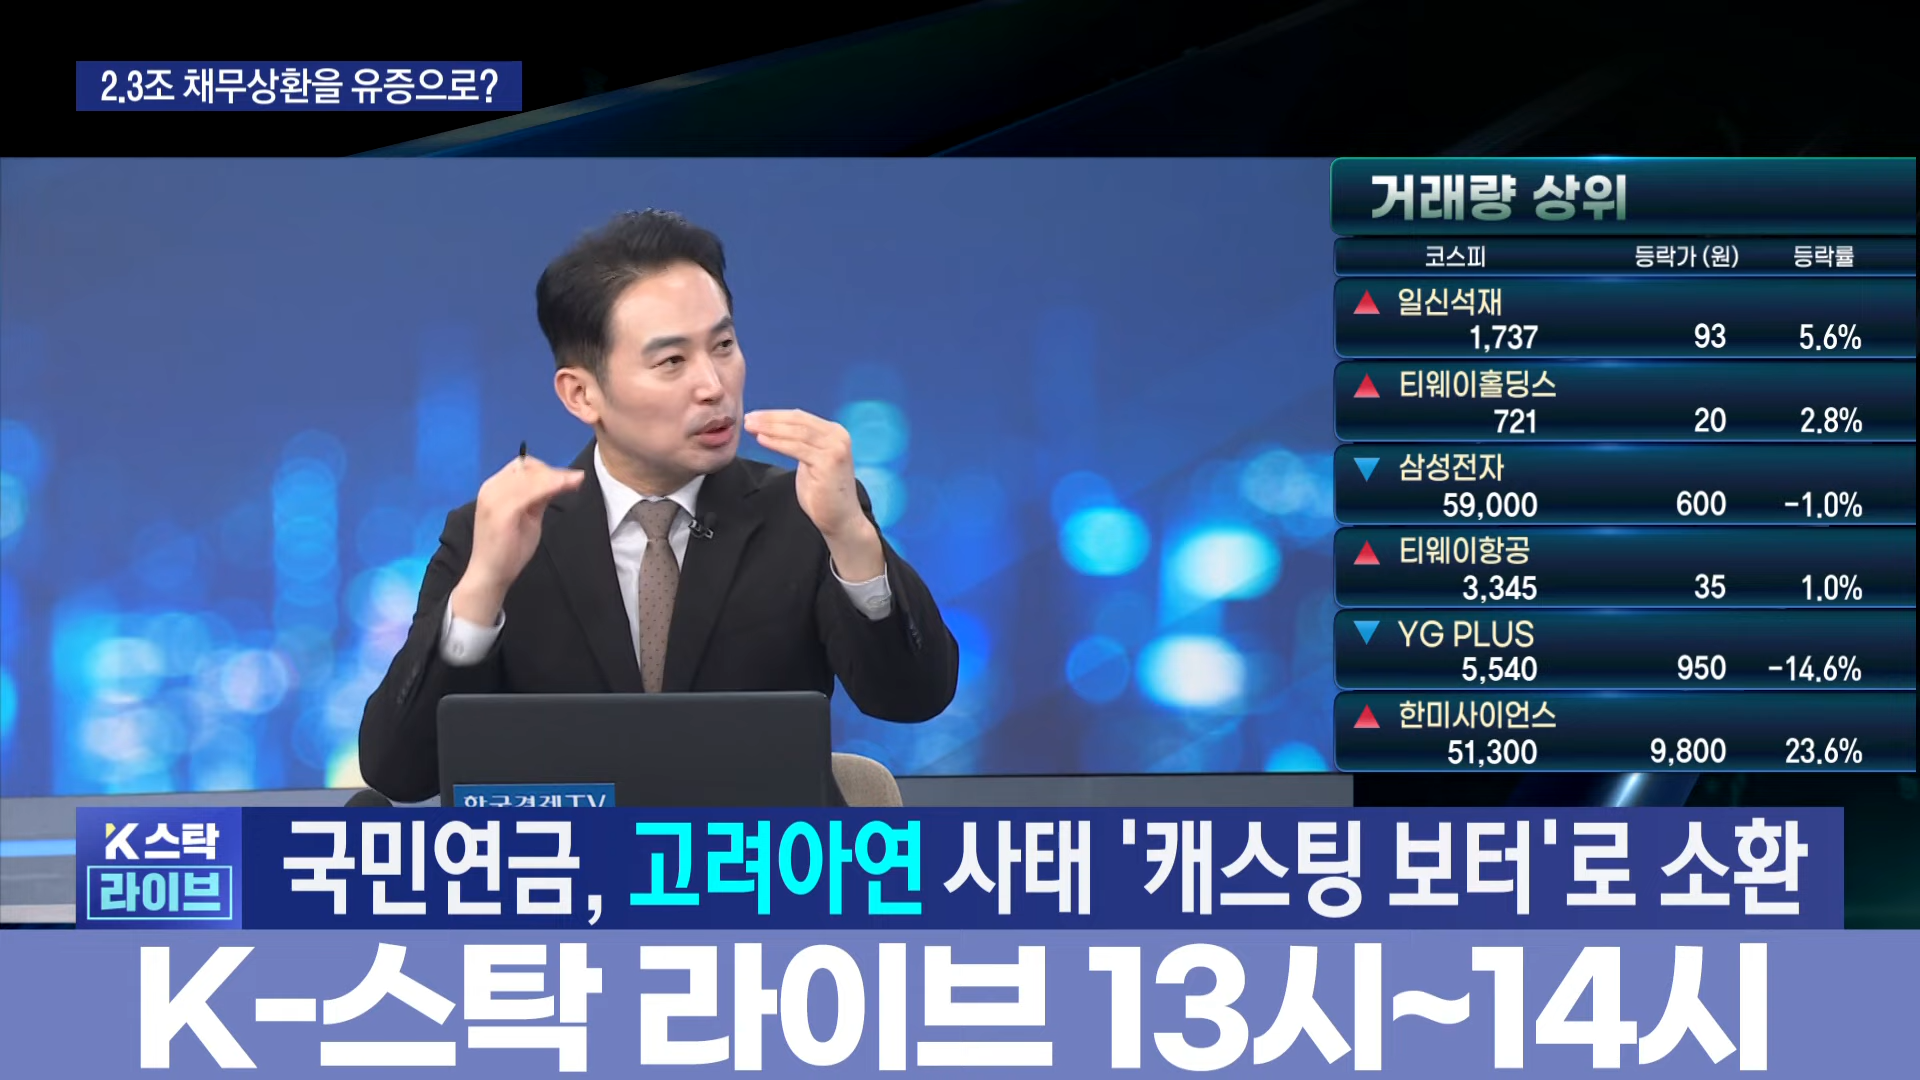 2.3조 채무상환을 유증으로?
거래량 상위
코스피 등락가(원) 등락률
일신석재
1,737 93 5.6%
티웨이홀딩스
721 20 2.8%
삼성전자
59,000 600 -1.0%
티웨이항공
3,345 35 1.0%
YG PLUS
5,540 950 -14.6%
한미사이언스
51,300 9,800 23.6%
한국경제TV
K스탁
라이브
국민연금, 고려아연 사태 '캐스팅 보터'로 소환
K-스탁 라이브 13시~14시